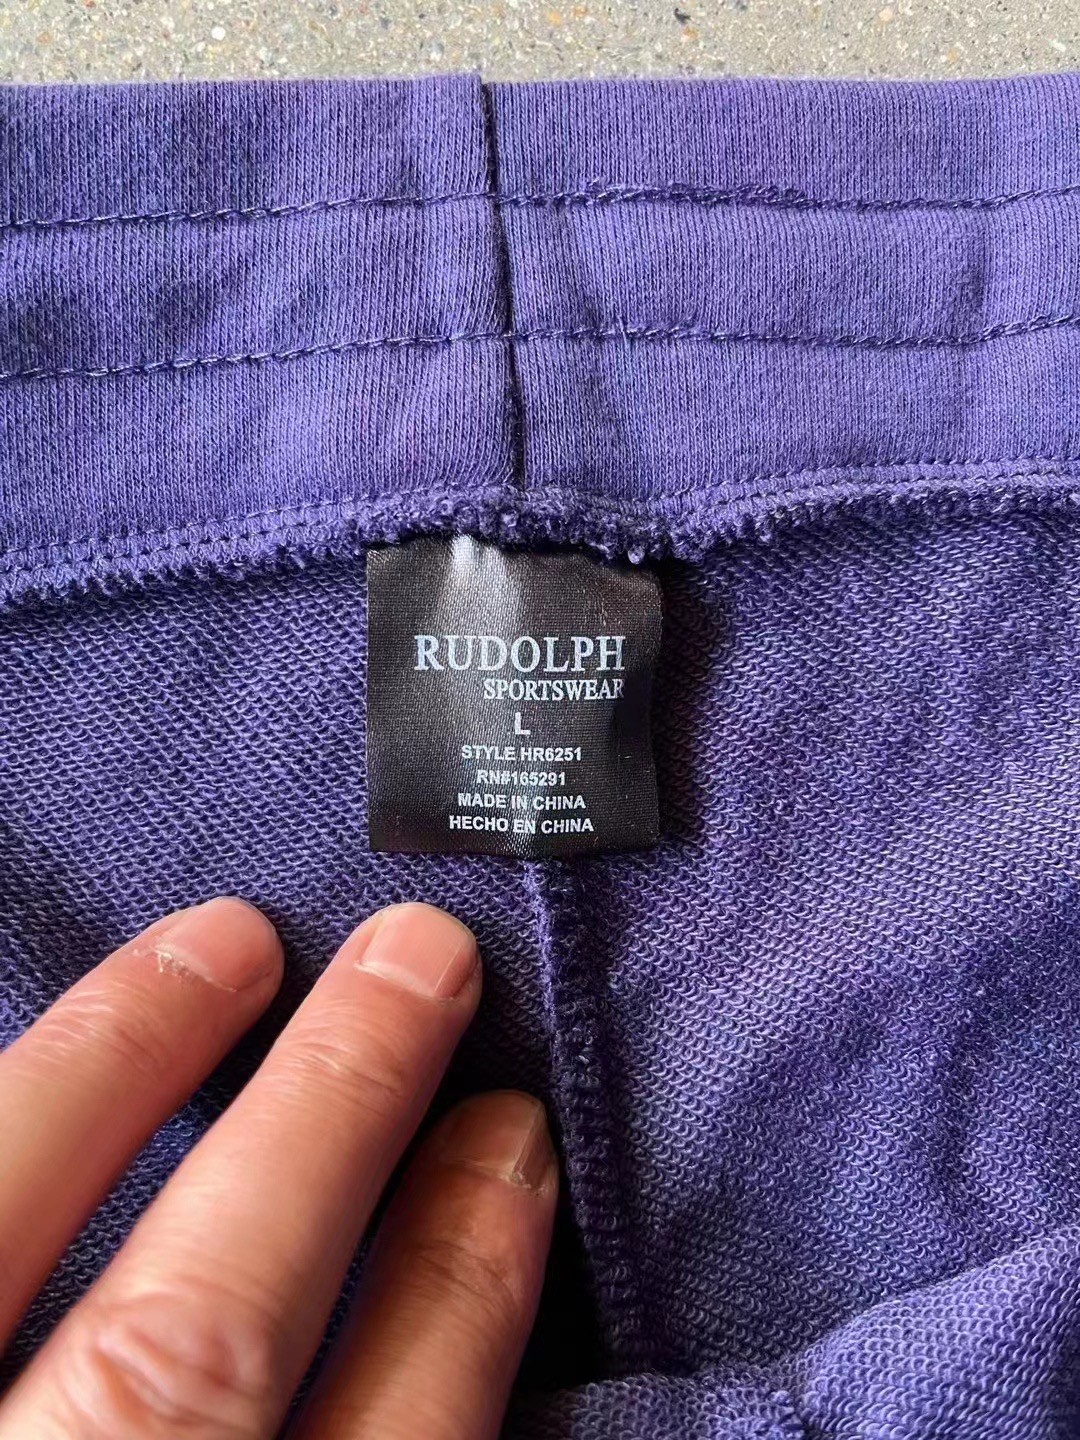 RUDOLPH
SPORTSWEAR
L
STYLE HR6251
RN#165291
MADE IN CHINA
HECHO EN CHINA